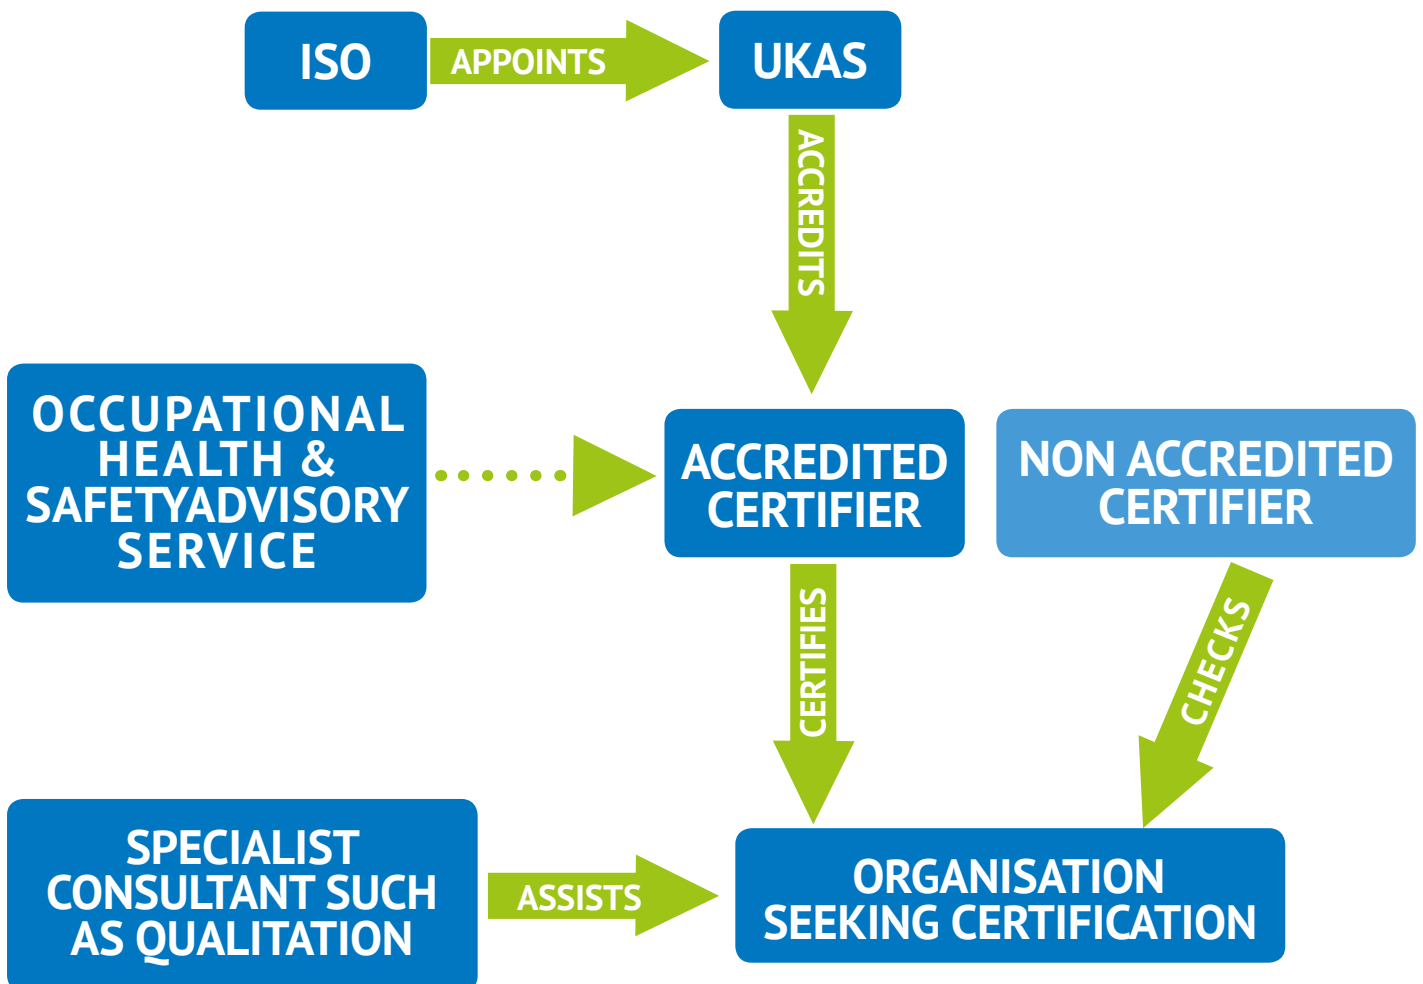 ISO
APPOINTS
UKAS
ACCREDITS
OCCUPATIONAL
HEALTH &
SAFETYADVISORY
SERVICE
ACCREDITED
CERTIFIER
NON ACCREDITED
CERTIFIER
CERTIFIES
CHECKS
SPECIALIST
CONSULTANT SUCH
AS QUALITATION
ASSISTS
ORGANISATION
SEEKING CERTIFICATION